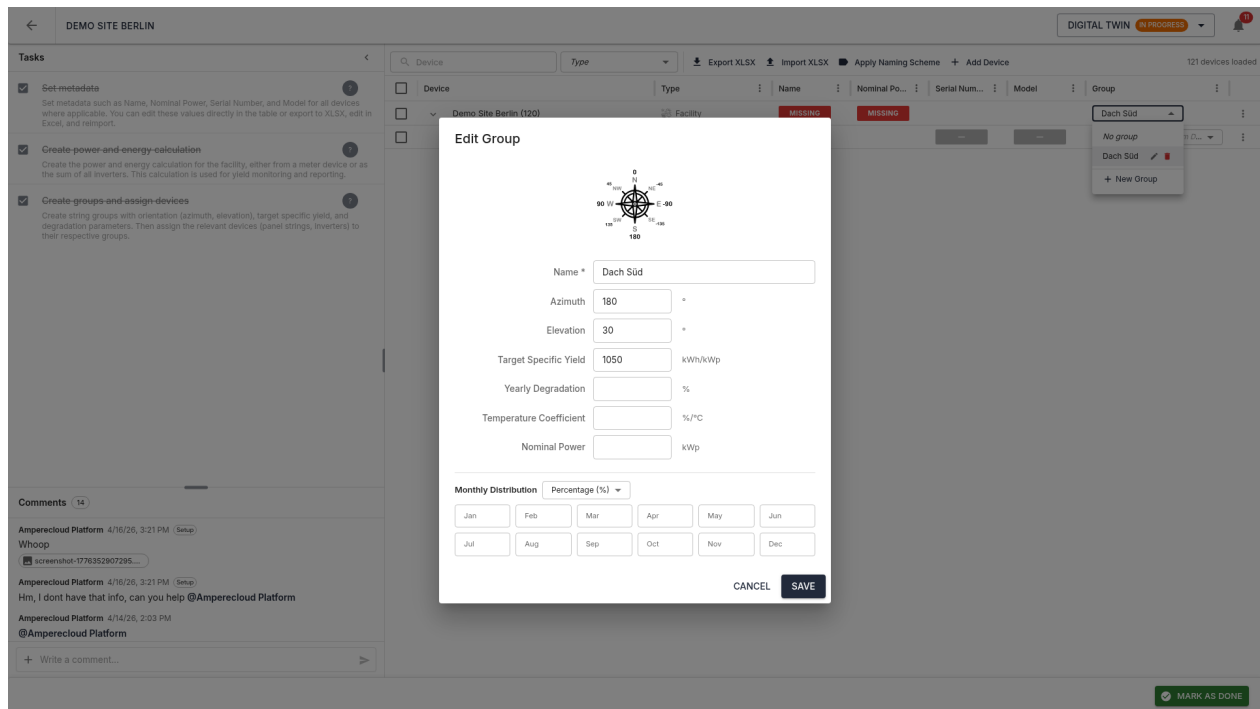 DEMO SITE BERLIN
DIGITAL TWIN IN PROGRESS
11
Tasks
Device
Type
Export XLSX
Import XLSX
Apply Naming Scheme
+ Add Device
121 devices loaded
Set metadata
?
Set metadata such as Name, Nominal Power, Serial Number, and Model for all devices
where applicable. You can edit these values directly in the table or export to XLSX, edit in
Excel, and reimport.
Create power and energy calculation
?
Create the power and energy calculation for the facility, either from a meter device or as
the sum of all inverters. This calculation is used for yield monitoring and reporting.
Create groups and assign devices
?
Create string groups with orientation (azimuth, elevation), target specific yield, and
degradation parameters. Then assign the relevant devices (panel strings, inverters) to
their respective groups.
Device Type Name Nominal Po... Serial Num... Model Group
Demo Site Berlin (120) Facility MISSING MISSING Dach Süd
— —
No group
Dach Süd
+ New Group
Edit Group
0
N
45 NW NE -45
90 W E -90
135 SW SE -135
S
180
Name * Dach Süd
Azimuth 180 °
Elevation 30 °
Target Specific Yield 1050 kWh/kWp
Yearly Degradation %
Temperature Coefficient %/°C
Nominal Power kWp
Monthly Distribution Percentage (%)
Jan Feb Mar Apr May Jun
Jul Aug Sep Oct Nov Dec
CANCEL SAVE
Comments 14
Amperecloud Platform 4/16/26, 3:21 PM Setup
Whoop
screenshot-1776352907295....
Amperecloud Platform 4/16/26, 3:21 PM Setup
Hm, I dont have that info, can you help @Amperecloud Platform
Amperecloud Platform 4/14/26, 2:03 PM
@Amperecloud Platform
+ Write a comment...
MARK AS DONE